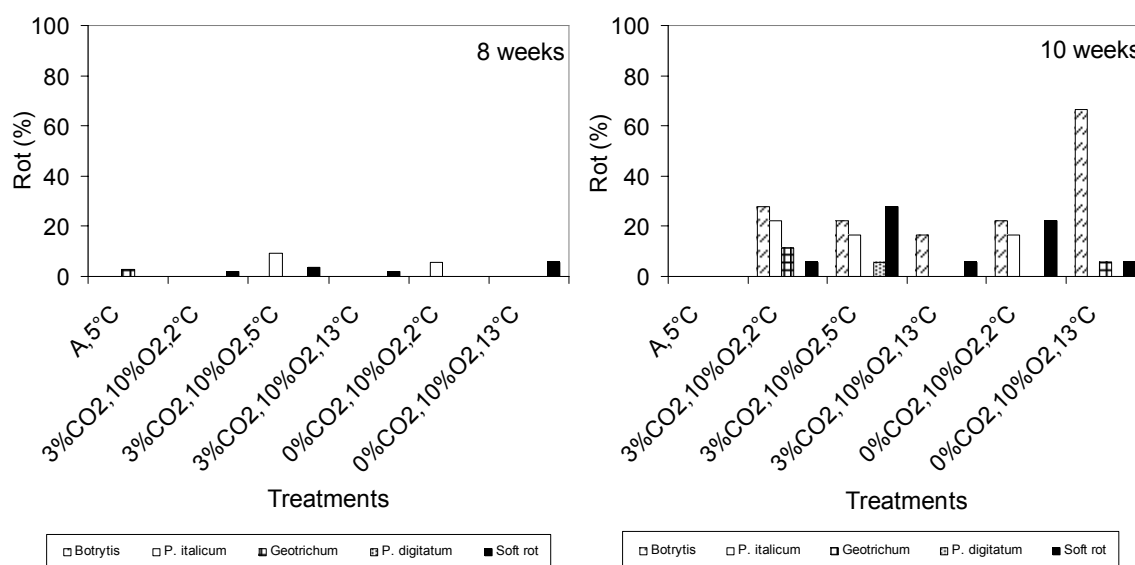 8 weeks
Rot (%)
100
80
60
40
20
0
A,5°C
3%CO2,10%O2,2°C
3%CO2,10%O2,5°C
3%CO2,10%O2,13°C
0%CO2,10%O2,2°C
0%CO2,10%O2,13°C
Treatments
Botrytis P. italicum Geotrichum P. digitatum Soft rot
10 weeks
Rot (%)
100
80
60
40
20
0
A,5°C
3%CO2,10%O2,2°C
3%CO2,10%O2,5°C
3%CO2,10%O2,13°C
0%CO2,10%O2,2°C
0%CO2,10%O2,13°C
Treatments
Botrytis P. italicum Geotrichum P. digitatum Soft rot